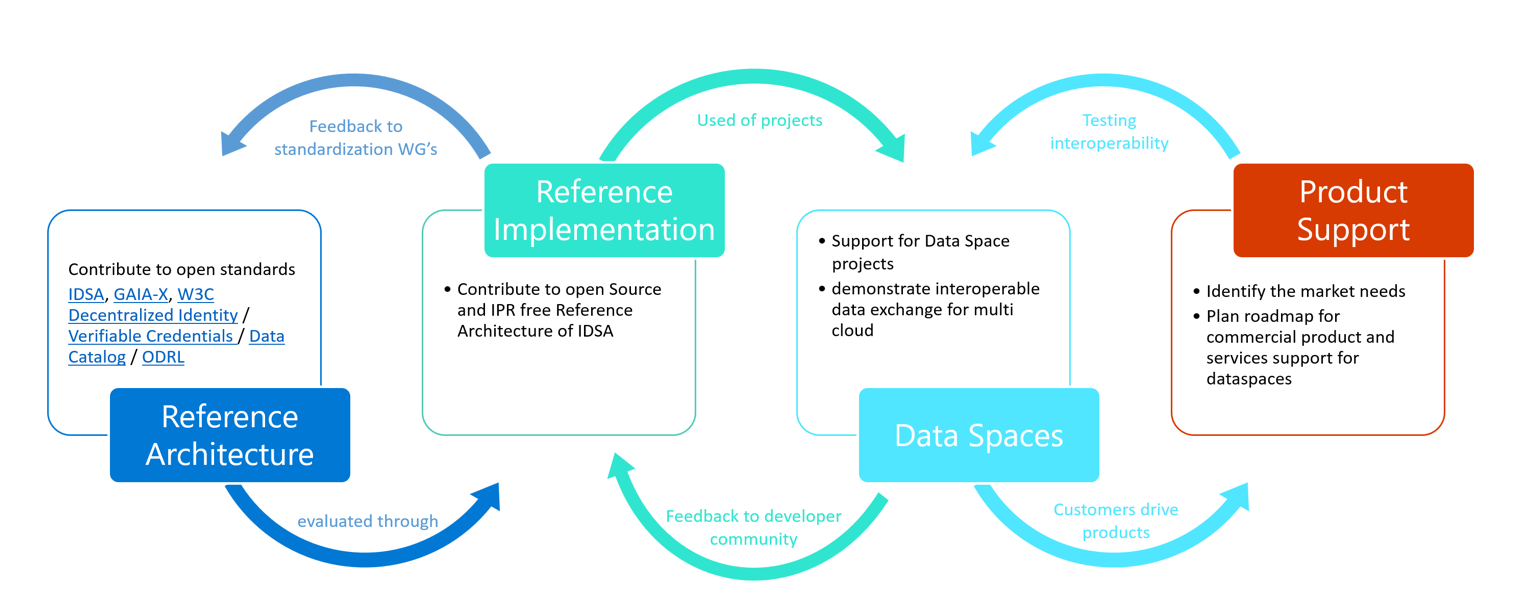 Feedback to
standardization WG's
Used of projects
Testing
interoperability
Reference
Implementation
Product
Support
Contribute to open standards
IDSA, GAIA-X, W3C
Decentralized Identity /
Verifiable Credentials / Data
Catalog / ODRL
Reference
Architecture
• Contribute to open Source
and IPR free Reference
Architecture of IDSA
• Support for Data Space
projects
• demonstrate interoperable
data exchange for multi
cloud
Data Spaces
• Identify the market needs
• Plan roadmap for
commercial product and
services support for
dataspaces
evaluated through
Feedback to developer
community
Customers drive
products